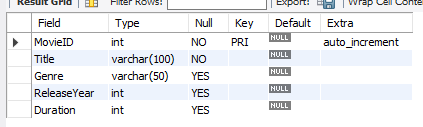 Result Grid Filter Rows: Export: Wrap Cell Conten
Field Type Null Key Default Extra
MovieID int NO PRI NULL auto_increment
Title varchar(100) NO NULL
Genre varchar(50) YES NULL
ReleaseYear int YES NULL
Duration int YES NULL